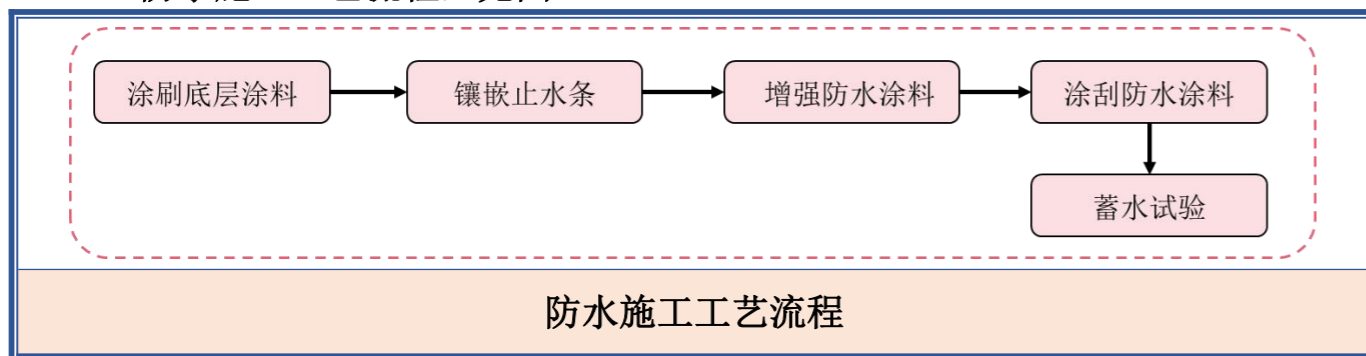 涂刷底层涂料
镶嵌止水条
增强防水涂料
涂刮防水涂料
蓄水试验
防水施工工艺流程